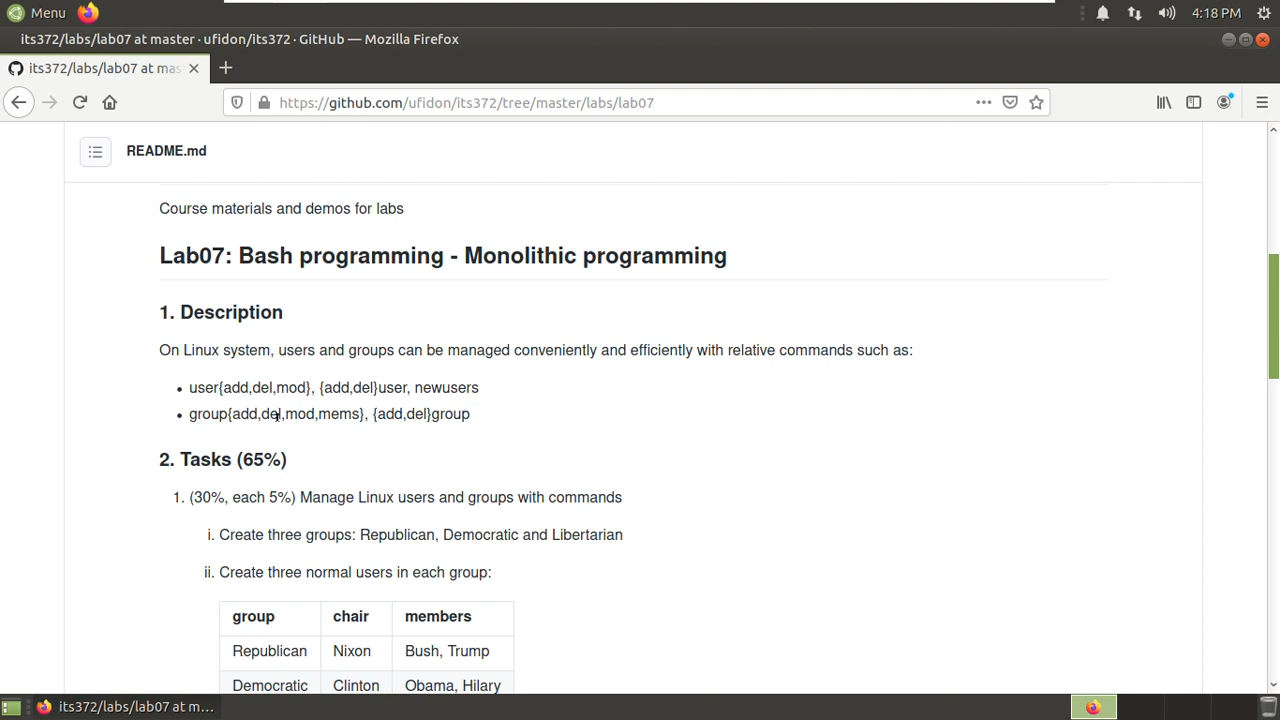 Menu
4:18 PM
its372/labs/lab07 at master · ufidon/its372 · GitHub — Mozilla Firefox
its372/labs/lab07 at mas
https://github.com/ufidon/its372/tree/master/labs/lab07
README.md
Course materials and demos for labs
Lab07: Bash programming - Monolithic programming
1. Description
On Linux system, users and groups can be managed conveniently and efficiently with relative commands such as:
• user{add,del,mod}, {add,del}user, newusers
• group{add,del,mod,mems}, {add,del}group
2. Tasks (65%)
1. (30%, each 5%) Manage Linux users and groups with commands
i. Create three groups: Republican, Democratic and Libertarian
ii. Create three normal users in each group:
group chair members
Republican Nixon Bush, Trump
Democratic Clinton Obama, Hilary
its372/labs/lab07 at m...